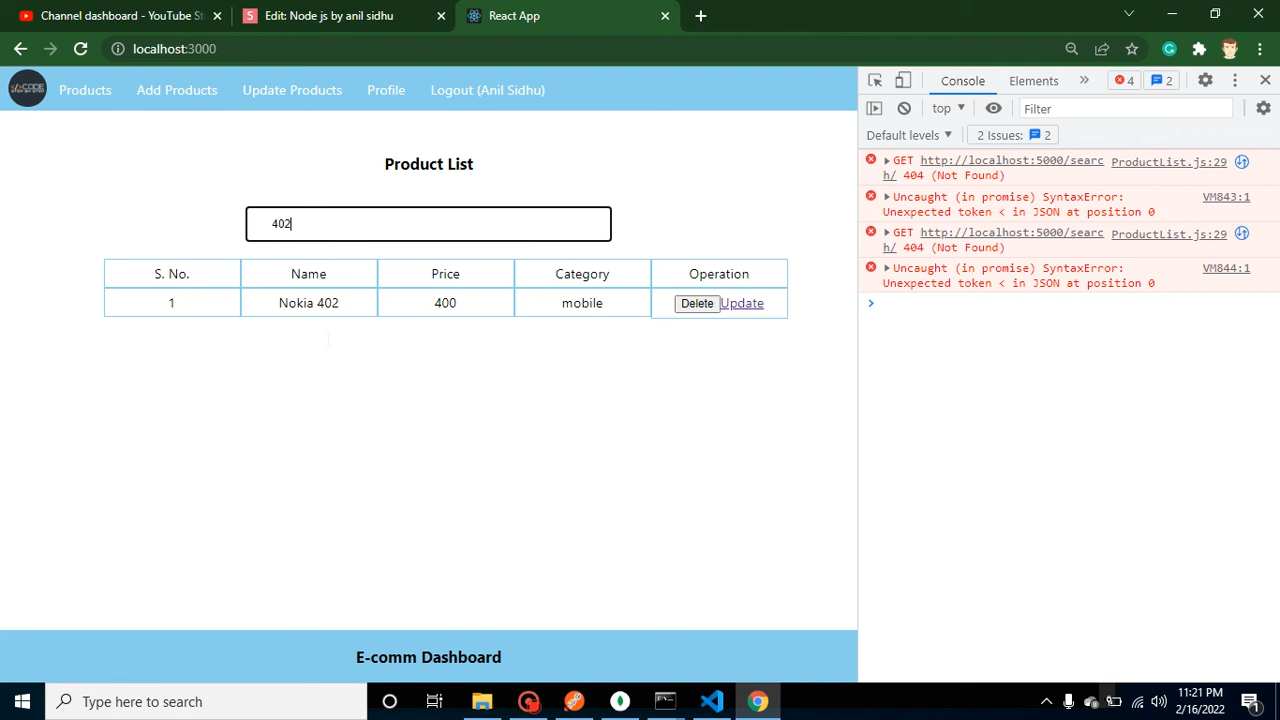 Channel dashboard - YouTube St
Edit: Node js by anil sidhu
React App
localhost:3000
Products
Add Products
Update Products
Profile
Logout (Anil Sidhu)
Product List
402
S. No. Name Price Category Operation
1 Nokia 402 400 mobile Delete Update
E-comm Dashboard
Console
Elements
4
2
top
Filter
Default levels
2 Issues: 2
GET http://localhost:5000/searc ProductList.js:29
h/ 404 (Not Found)
Uncaught (in promise) SyntaxError: VM843:1
Unexpected token < in JSON at position 0
GET http://localhost:5000/searc ProductList.js:29
h/ 404 (Not Found)
Uncaught (in promise) SyntaxError: VM844:1
Unexpected token < in JSON at position 0
Type here to search
11:21 PM
2/16/2022
1